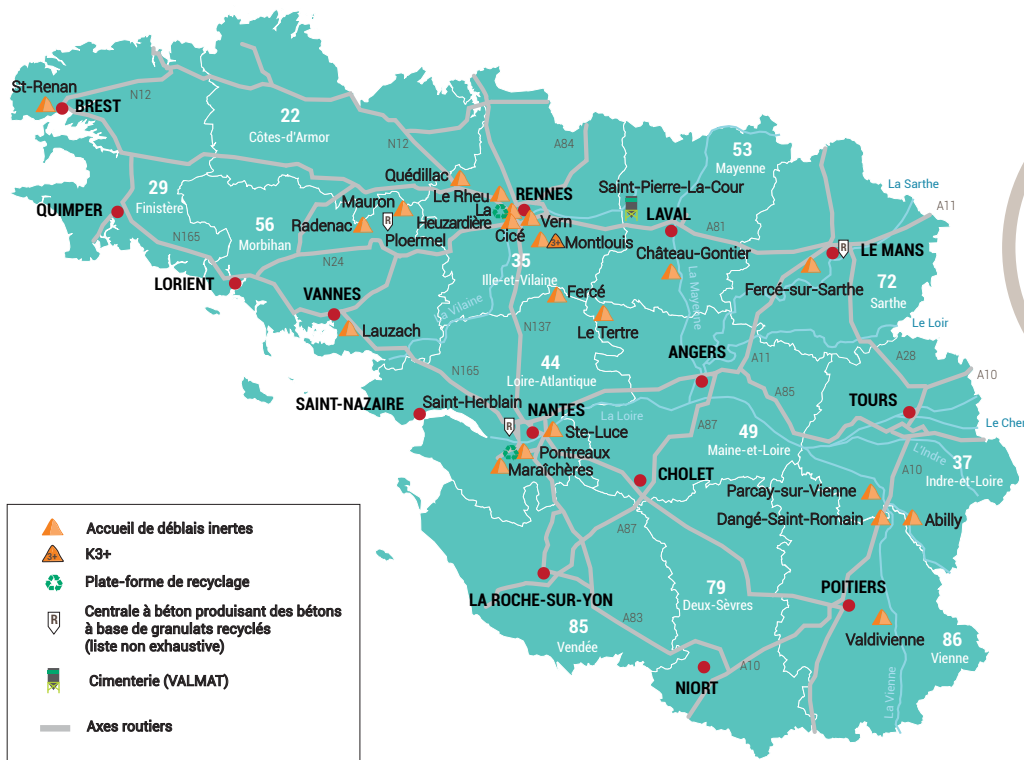 St-Renan
BREST
N12
22
Côtes-d'Armor
N12
A84
53
Mayenne
La Sarthe
A11
29
Finistère
QUIMPER
N165
56
Morbihan
Quédillac
Le Rheu
RENNES
Saint-Pierre-La-Cour
LAVAL
A81
Mauron
La
Heuzardière
Vern
Radenac
R
Ploermel
Cicé
3+
Montlouis
Château-Gontier
R
LE MANS
35
Ille-et-Vilaine
Fercé-sur-Sarthe
72
Sarthe
N24
LORIENT
VANNES
La Vilaine
Fercé
La Mayenne
Lauzach
N137
Le Tertre
Le Loir
ANGERS
A11
A28
A10
N165
44
Loire-Atlantique
A85
TOURS
SAINT-NAZAIRE
Saint-Herblain
NANTES
La Loire
A87
Le Cher
R
Ste-Luce
49
Maine-et-Loire
L'Indre
37
Indre-et-Loire
Pontreaux
Maraîchères
CHOLET
A10
Parcay-sur-Vienne
Dangé-Saint-Romain
Abilly
A87
LA ROCHE-SUR-YON
79
Deux-Sèvres
POITIERS
A83
85
Vendée
Valdivienne
86
Vienne
A10
NIORT
La Vienne
Accueil de déblais inertes
3+
K3+
Plate-forme de recyclage
R
Centrale à béton produisant des bétons
à base de granulats recyclés
(liste non exhaustive)
Cimenterie (VALMAT)
Axes routiers